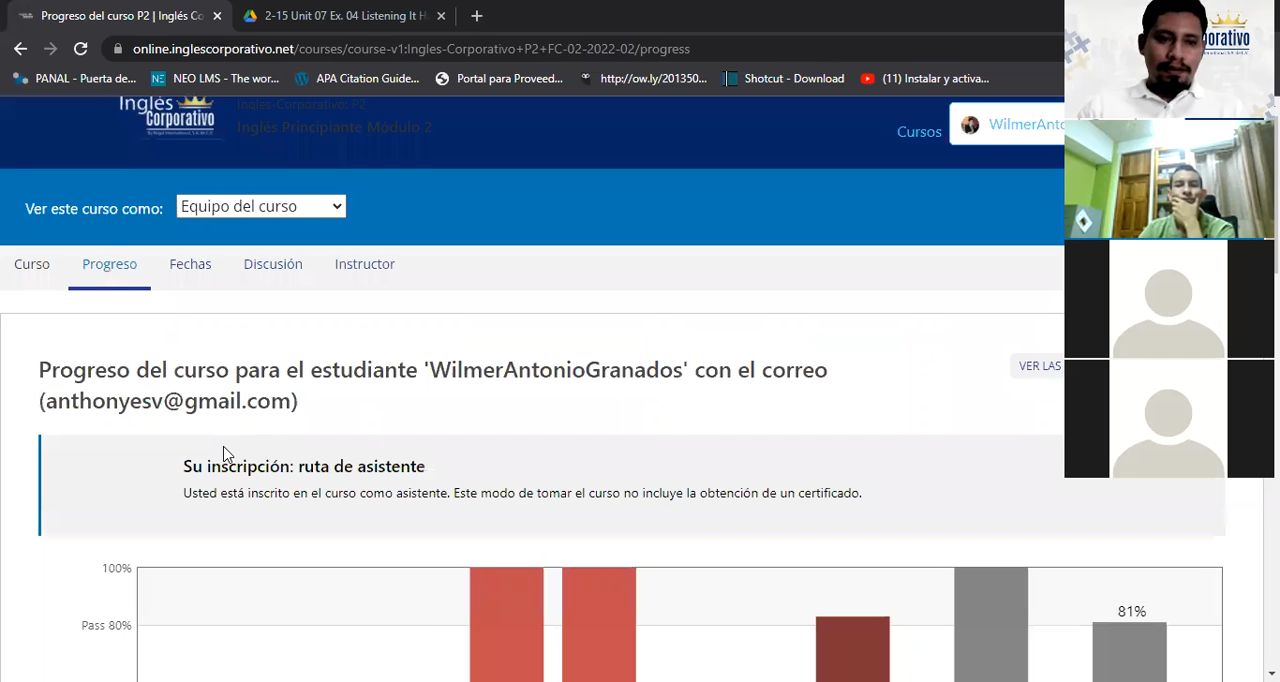 Progreso del curso P2 | Inglés Co
2-15 Unit 07 Ex. 04 Listening It H
online.inglescorporativo.net/courses/course-v1:Ingles-Corporativo+P2+FC-02-2022-02/progress
PANAL - Puerta de...
NE NEO LMS - The wor...
APA Citation Guide...
Portal para Proveed...
http://ow.ly/201350...
Shotcut - Download
(11) Instalar y activa...
orativo
Inglés
Corporativo
Ingles-Corporativo: P2
Inglés Principiante Módulo 2
Cursos
WilmerAnto
Ver este curso como:
Equipo del curso
Curso
Progreso
Fechas
Discusión
Instructor
Progreso del curso para el estudiante 'WilmerAntonioGranados' con el correo
(anthonyesv@gmail.com)
VER LAS
Su inscripción: ruta de asistente
Usted está inscrito en el curso como asistente. Este modo de tomar el curso no incluye la obtención de un certificado.
100%
81%
Pass 80%